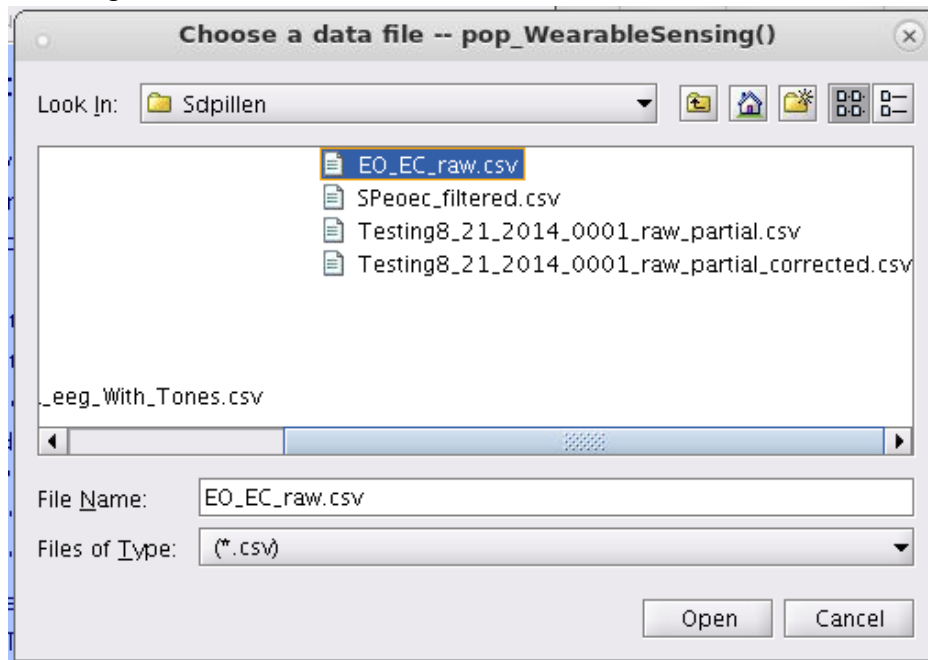 Choose a data file -- pop_WearableSensing()
Look In: Sdpillen
EO_EC_raw.csv
SPeoec_filtered.csv
Testing8_21_2014_0001_raw_partial.csv
Testing8_21_2014_0001_raw_partial_corrected.csv
_eeg_With_Tones.csv
File Name: EO_EC_raw.csv
Files of Type: (*.csv)
Open Cancel